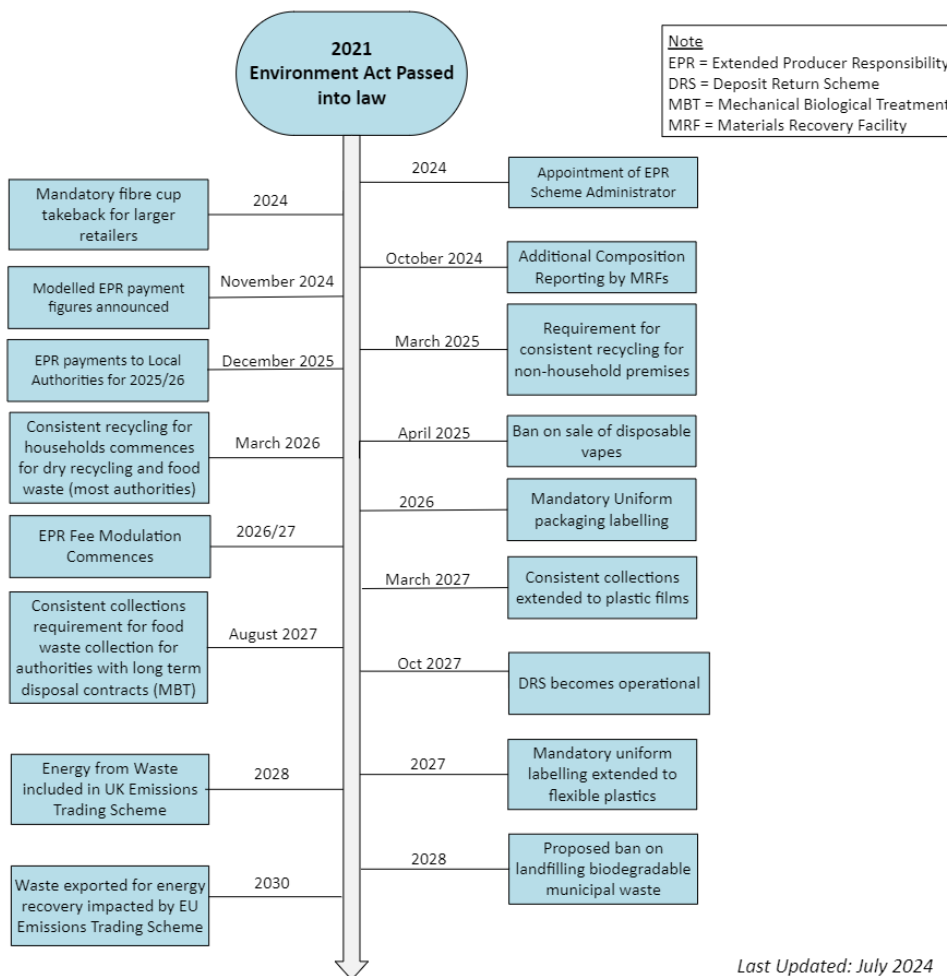 2021
Environment Act Passed
into law
Note
EPR = Extended Producer Responsibility
DRS = Deposit Return Scheme
MBT = Mechanical Biological Treatment
MRF = Materials Recovery Facility
2024
Appointment of EPR
Scheme Administrator
Mandatory fibre cup
takeback for larger
retailers
2024
October 2024
Additional Composition
Reporting by MRFs
Modelled EPR payment
figures announced
November 2024
March 2025
Requirement for
consistent recycling for
non-household premises
EPR payments to Local
Authorities for 2025/26
December 2025
April 2025
Ban on sale of disposable
vapes
Consistent recycling for
households commences
for dry recycling and food
waste (most authorities)
March 2026
2026
Mandatory Uniform
packaging labelling
EPR Fee Modulation
Commences
2026/27
March 2027
Consistent collections
extended to plastic films
Consistent collections
requirement for food
waste collection for
authorities with long term
disposal contracts (MBT)
August 2027
Oct 2027
DRS becomes operational
2027
Mandatory uniform
labelling extended to
flexible plastics
Energy from Waste
included in UK Emissions
Trading Scheme
2028
2028
Proposed ban on
landfilling biodegradable
municipal waste
Waste exported for energy
recovery impacted by EU
Emissions Trading Scheme
2030
Last Updated: July 2024